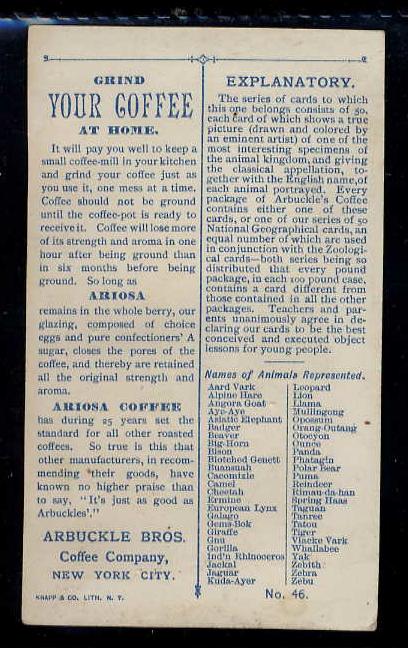 GRIND
YOUR COFFEE
AT HOME.
It will pay you well to keep a
small coffee-mill in your kitchen
and grind your coffee just as
you use it, one mess at a time.
Coffee should not be ground
until the coffee-pot is ready to
receive it. Coffee will lose more
of its strength and aroma in one
hour after being ground than
in six months before being
ground. So long as
ARIOSA
remains in the whole berry, our
glazing, composed of choice
eggs and pure confectioners' A
sugar, closes the pores of the
coffee, and thereby are retained
all the original strength and
aroma.
ARIOSA COFFEE
has during 25 years set the
standard for all other roasted
coffees. So true is this that
other manufacturers, in recom-
mending their goods, have
known no higher praise than
to say, "It's just as good as
Arbuckles'."
ARBUCKLE BROS.
Coffee Company,
NEW YORK CITY.
KNAPP & CO. LITH. N. Y.
EXPLANATORY.
The series of cards to which
this one belongs consists of 50,
each card of which shows a true
picture (drawn and colored by
an eminent artist) of one of the
most interesting specimens of
the animal kingdom, and giving
the classical appellation, to-
gether with the English name, of
each animal portrayed. Every
package of Arbuckle's Coffee
contains either one of these
cards, or one of our series of 50
National Geographical cards, an
equal number of which are used
in conjunction with the Zoologi-
cal cards—both series being so
distributed that every pound
package, in each 100 pound case,
contains a card different from
those contained in all the other
packages. Teachers and par-
ents unanimously agree in de-
claring our cards to be the best
conceived and executed object
lessons for young people.
Names of Animals Represented.
Aard Vark
Alpine Hare
Angora Goat
Aye-Aye
Asiatic Elephant
Badger
Beaver
Big-Horn
Bison
Blotched Genett
Buansuah
Cacomizle
Camel
Cheetah
Ermine
European Lynx
Galago
Gems-Bok
Giraffe
Gnu
Gorilla
Ind'n Rhinoceros
Jackal
Jaguar
Kuda-Ayer
Leopard
Lion
Llama
Mullingong
Opossum
Orang-Outang
Otocyon
Ounce
Panda
Phatagin
Polar Bear
Puma
Reindeer
Rimau-da-han
Spring Haas
Taguan
Tanrec
Tatou
Tiger
Vlacke Vark
Whallabee
Yak
Zebith
Zebra
Zebu
No. 46.